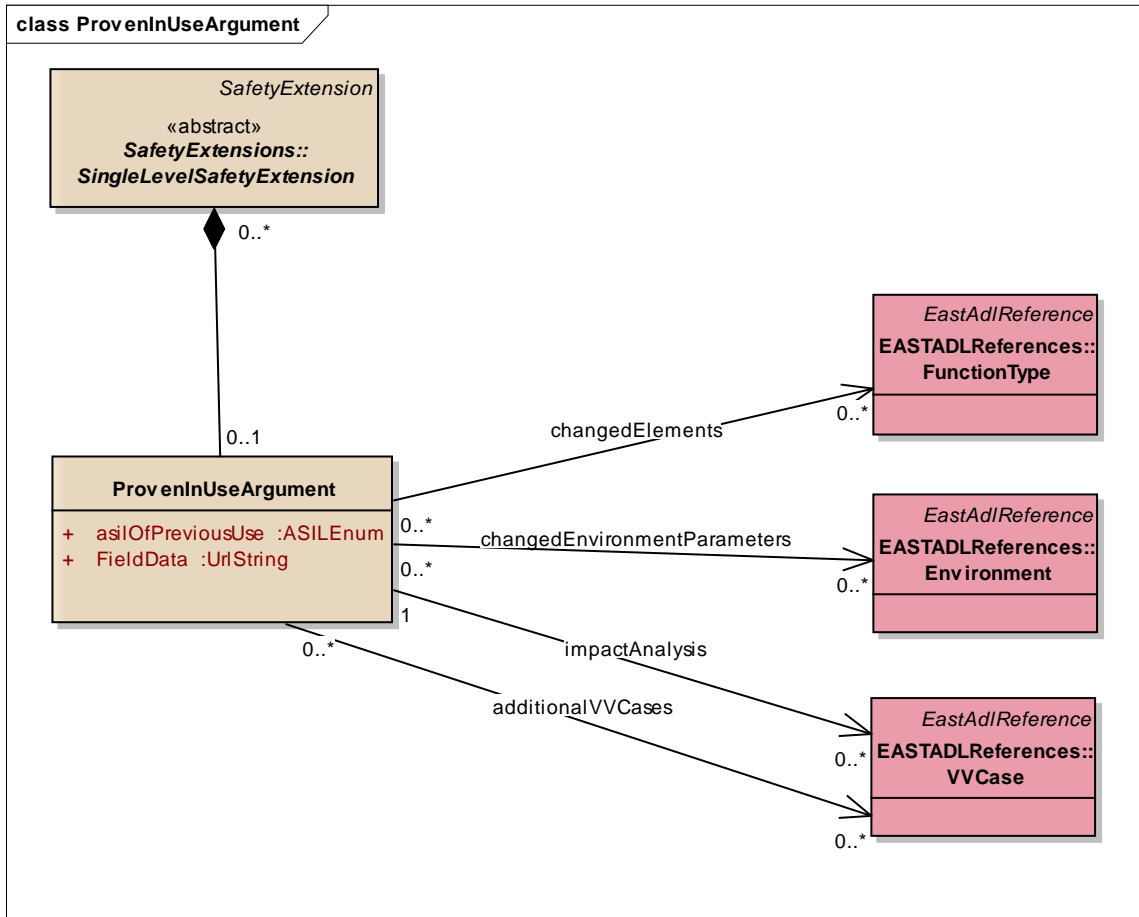 class ProvenInUseArgument
SafetyExtension
«abstract»
SafetyExtensions::
SingleLevelSafetyExtension
0..*
0..1
ProvenInUseArgument
+ asilOfPreviousUse :ASILEnum
+ FieldData :UrlString
EastAdlReference
EASTADLReferences::
FunctionType
changedElements
0..*
0..*
EastAdlReference
EASTADLReferences::
Environment
changedEnvironmentParameters
0..*
0..*
1
impactAnalysis
0..*
additionalVVCases
EastAdlReference
EASTADLReferences::
VVCase
0..*
0..*